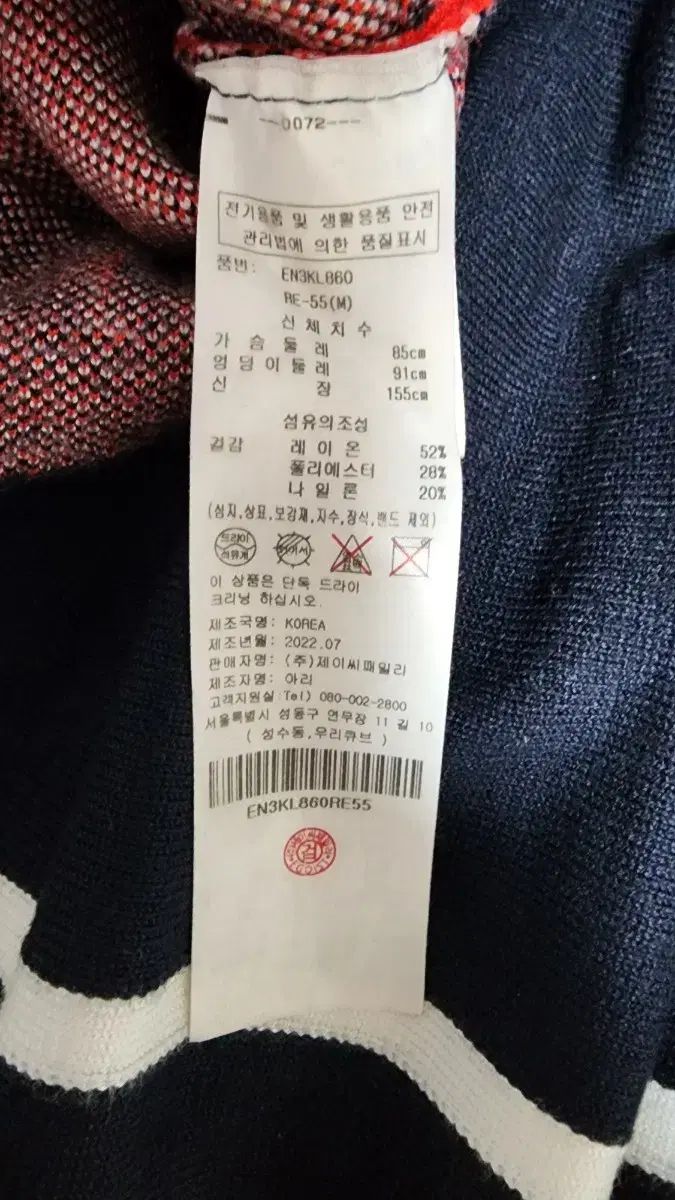 --0072---
전기용품 및 생활용품 안전
관리법에 의한 품질표시
품번: EN3KL860
RE-55(M)
신체치수
가슴둘레 85cm
엉덩이둘레 91cm
신장 155cm
섬유의조성
겉감 레이온 52%
폴리에스터 28%
나일론 20%
(심지,상표,보강재,자수,장식,밴드 제외)
드라이
석유계
이 상품은 단독 드라이
크리닝 하십시오.
제조국명: KOREA
제조년월: 2022.07
판매자명: (주)제이씨패밀리
제조자명: 아리
고객지원실 Tel) 080-002-2800
서울특별시 성동구 연무장 11 길 10
( 성수동,우리큐브 )
EN3KL860RE55
검